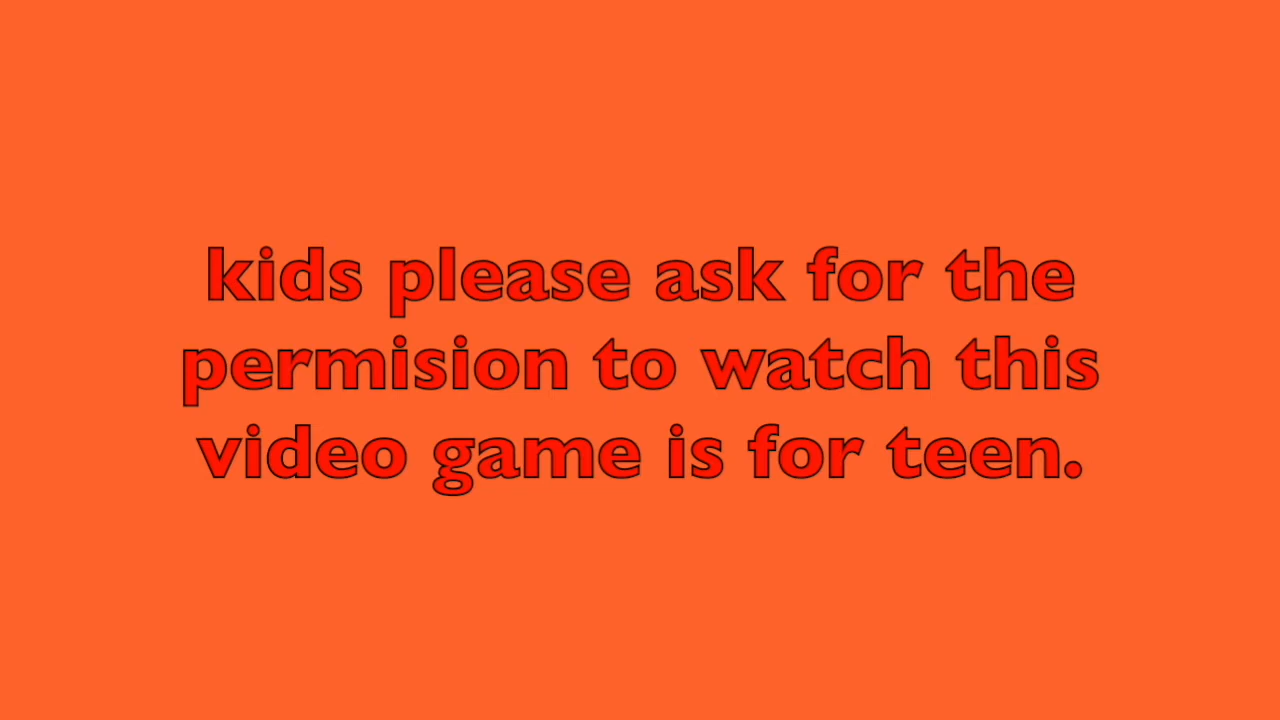 kids please ask for the
permision to watch this
video game is for teen.